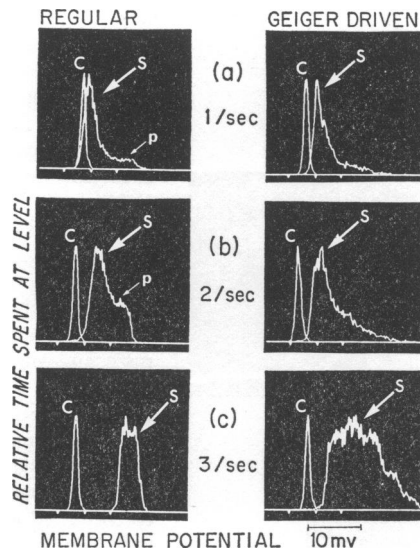 REGULAR
GEIGER DRIVEN
C
S
p
(a)
1/sec
C
S
C
S
p
(b)
2/sec
C
S
C
S
(c)
3/sec
C
S
RELATIVE TIME SPENT AT LEVEL
MEMBRANE POTENTIAL
10mv